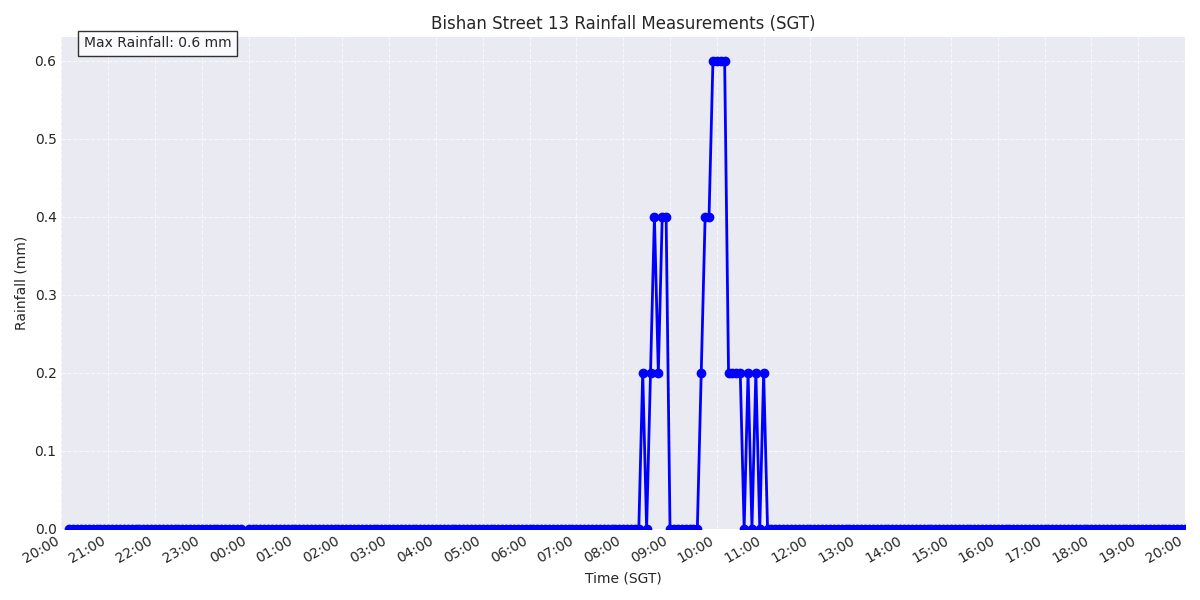 Bishan Street 13 Rainfall Measurements (SGT)
Max Rainfall: 0.6 mm
0.6
0.5
0.4
0.3
0.2
0.1
0.0
Rainfall (mm)
20:00 21:00 22:00 23:00 00:00 01:00 02:00 03:00 04:00 05:00 06:00 07:00 08:00 09:00 10:00 11:00 12:00 13:00 14:00 15:00 16:00 17:00 18:00 19:00 20:00
Time (SGT)